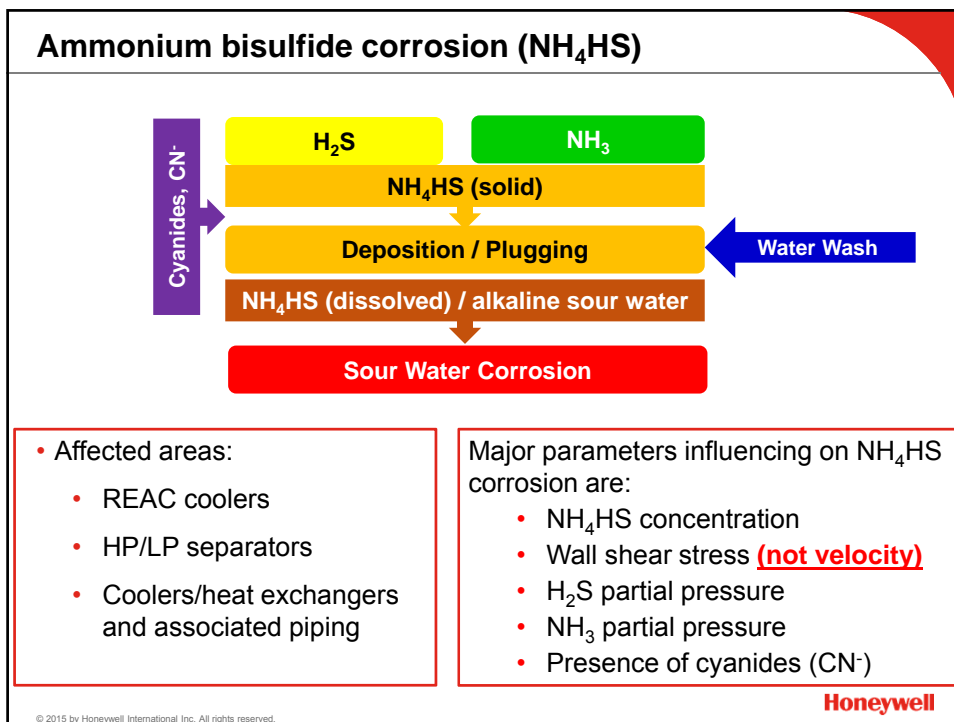 Ammonium bisulfide corrosion (NH₄HS)
Cyanides, CN⁻
H₂S
NH₃
NH₄HS (solid)
Deposition / Plugging
Water Wash
NH₄HS (dissolved) / alkaline sour water
Sour Water Corrosion
• Affected areas:
• REAC coolers
• HP/LP separators
• Coolers/heat exchangers
and associated piping
Major parameters influencing on NH₄HS
corrosion are:
• NH₄HS concentration
• Wall shear stress (not velocity)
• H₂S partial pressure
• NH₃ partial pressure
• Presence of cyanides (CN⁻)
© 2015 by Honeywell International Inc. All rights reserved.
Honeywell